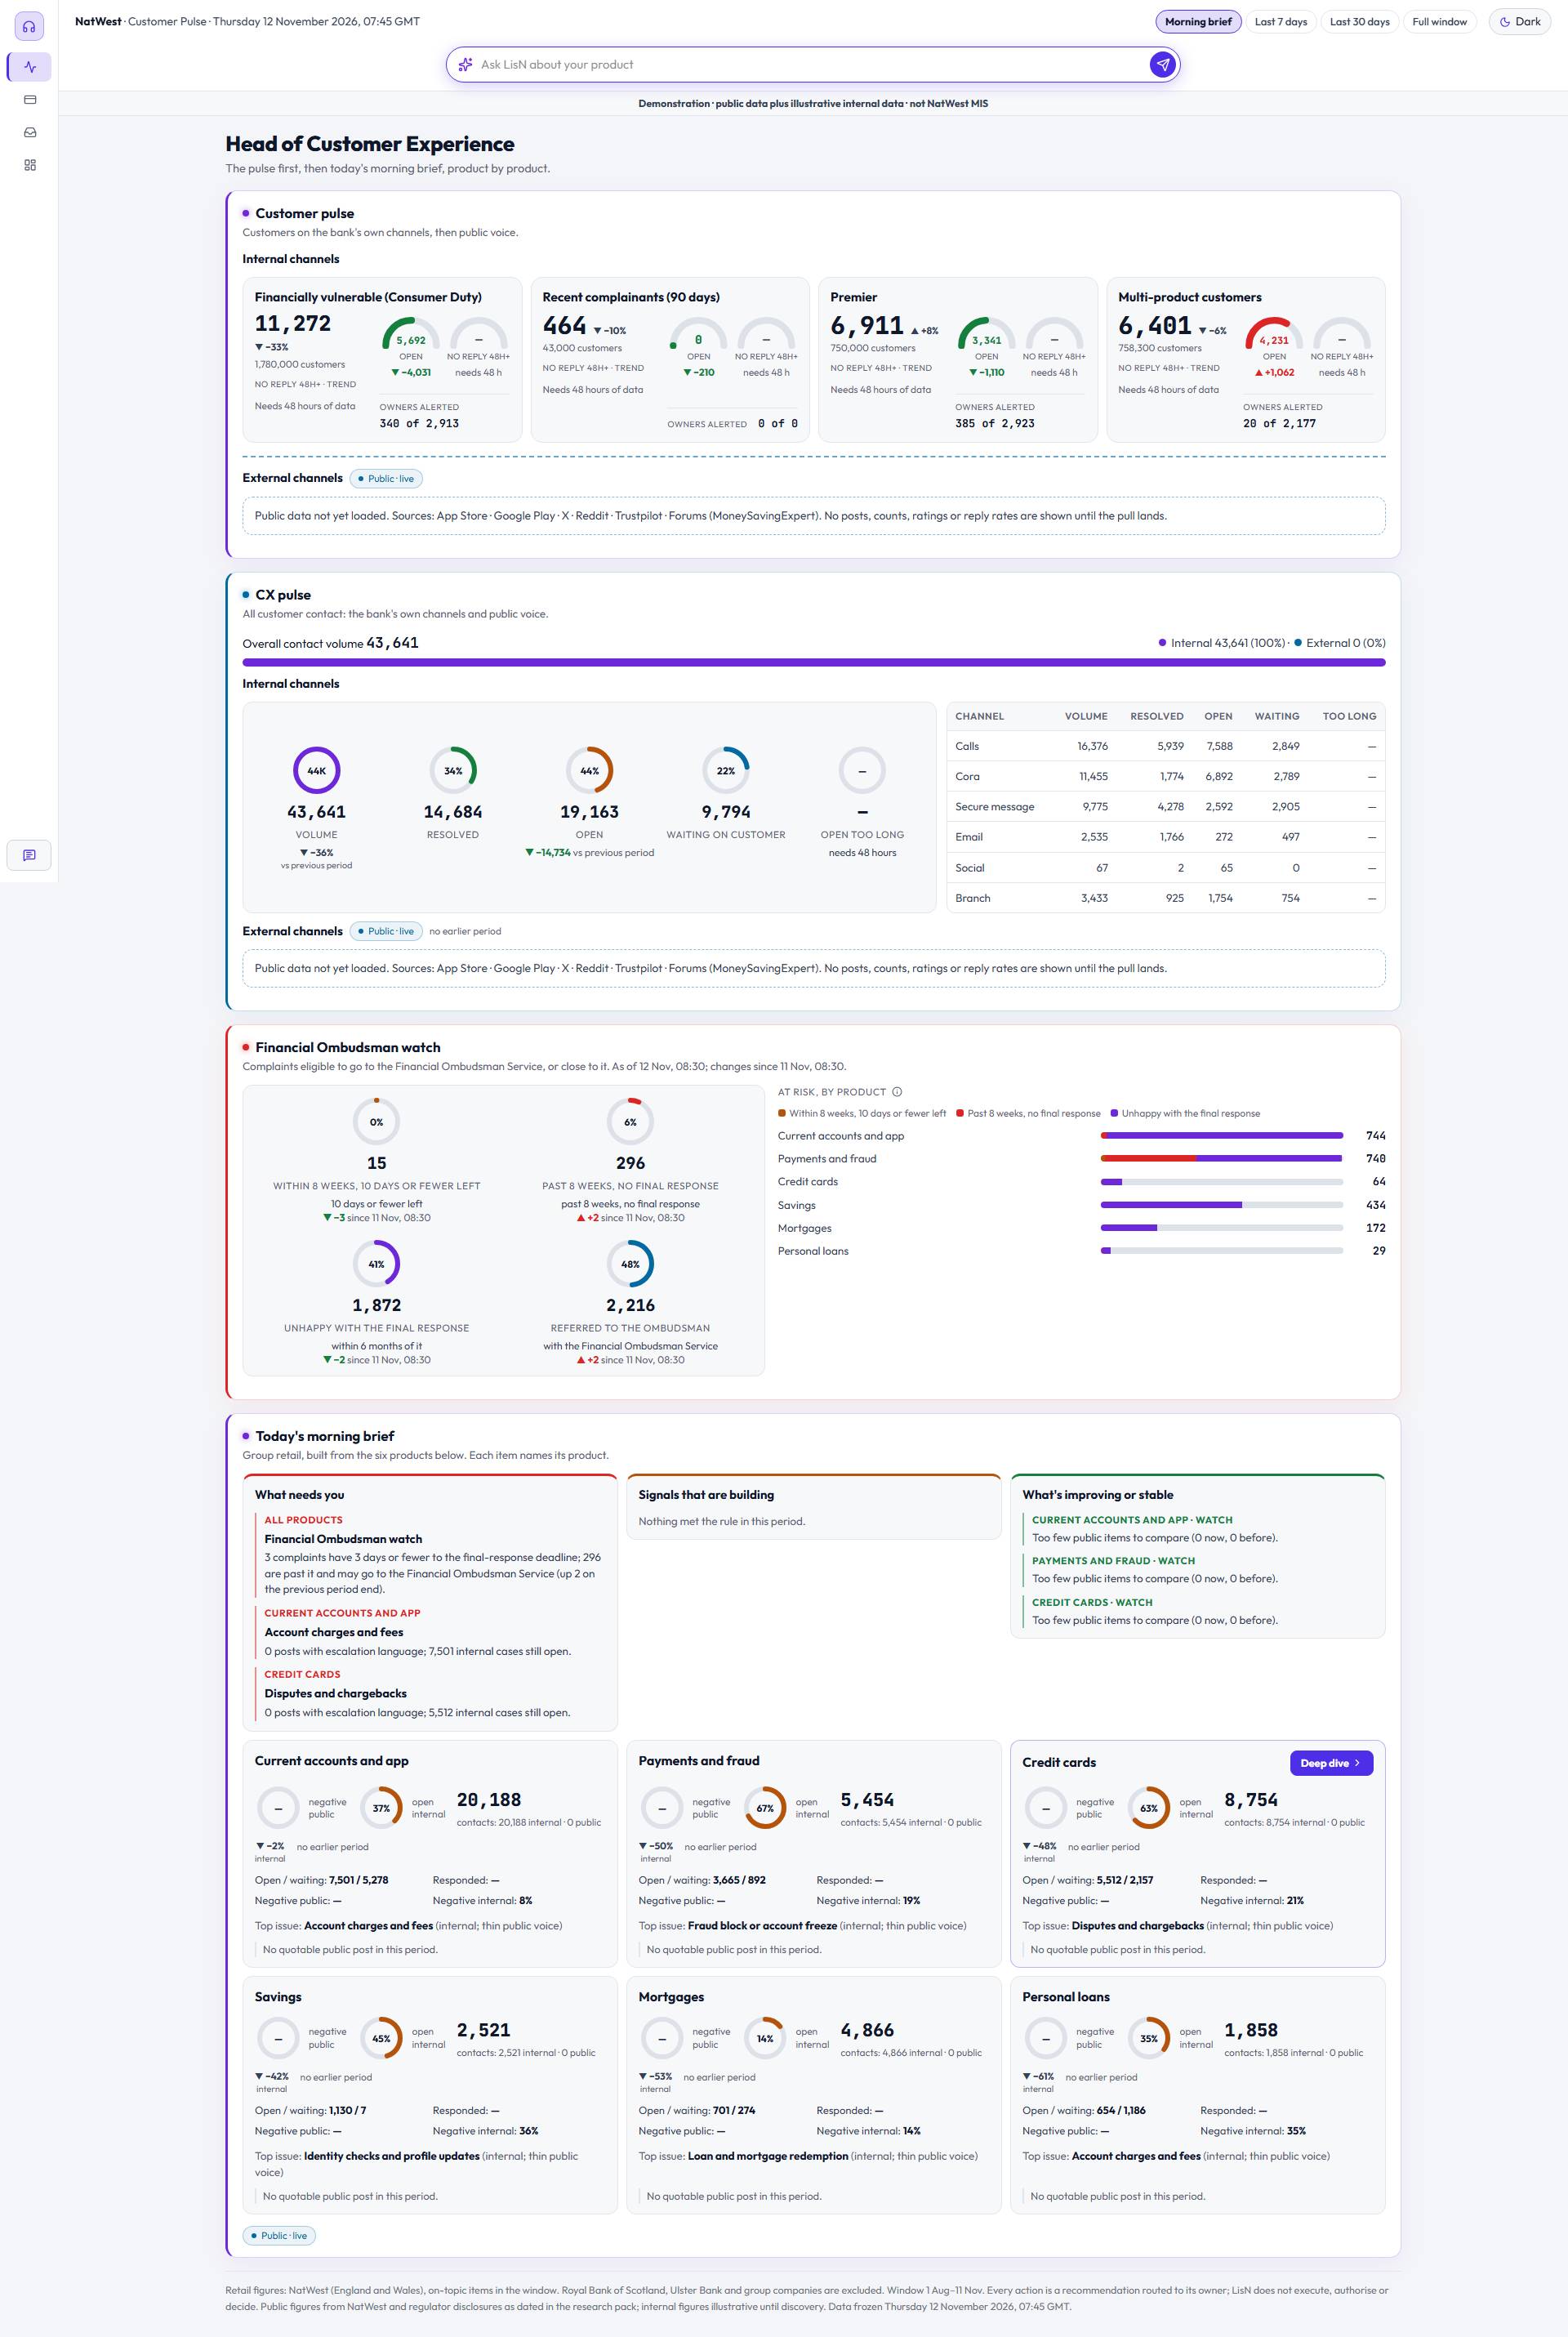 NatWest · Customer Pulse · Thursday 12 November 2026, 07:45 GMT
Morning brief
Last 7 days
Last 30 days
Full window
Dark
Ask LisN about your product
Demonstration · public data plus illustrative internal data · not NatWest MIS
Head of Customer Experience
The pulse first, then today's morning brief, product by product.
Customer pulse
Customers on the bank's own channels, then public voice.
Internal channels
Financially vulnerable (Consumer Duty)
11,272
▼ −33%
1,780,000 customers
NO REPLY 48H+ · TREND
Needs 48 hours of data
5,692
OPEN
▼ −4,031
—
NO REPLY 48H+
needs 48 h
OWNERS ALERTED
340 of 2,913
Recent complainants (90 days)
464 ▼ −10%
43,000 customers
NO REPLY 48H+ · TREND
Needs 48 hours of data
0
OPEN
▼ −210
—
NO REPLY 48H+
needs 48 h
OWNERS ALERTED 0 of 0
Premier
6,911 ▲ +8%
750,000 customers
NO REPLY 48H+ · TREND
Needs 48 hours of data
3,341
OPEN
▼ −1,110
—
NO REPLY 48H+
needs 48 h
OWNERS ALERTED
385 of 2,923
Multi-product customers
6,401 ▼ −6%
758,300 customers
NO REPLY 48H+ · TREND
Needs 48 hours of data
4,231
OPEN
▲ +1,062
—
NO REPLY 48H+
needs 48 h
OWNERS ALERTED
20 of 2,177
External channels Public · live
Public data not yet loaded. Sources: App Store · Google Play · X · Reddit · Trustpilot · Forums (MoneySavingExpert). No posts, counts, ratings or reply rates are shown until the pull lands.
CX pulse
All customer contact: the bank's own channels and public voice.
Overall contact volume 43,641
Internal 43,641 (100%) · External 0 (0%)
Internal channels
44K
43,641
VOLUME
▼ −36%
vs previous period
34%
14,684
RESOLVED
44%
19,163
OPEN
▼ −14,734 vs previous period
22%
9,794
WAITING ON CUSTOMER
—
—
OPEN TOO LONG
needs 48 hours
CHANNEL VOLUME RESOLVED OPEN WAITING TOO LONG
Calls 16,376 5,939 7,588 2,849 —
Cora 11,455 1,774 6,892 2,789 —
Secure message 9,775 4,278 2,592 2,905 —
Email 2,535 1,766 272 497 —
Social 67 2 65 0 —
Branch 3,433 925 1,754 754 —
External channels Public · live no earlier period
Public data not yet loaded. Sources: App Store · Google Play · X · Reddit · Trustpilot · Forums (MoneySavingExpert). No posts, counts, ratings or reply rates are shown until the pull lands.
Financial Ombudsman watch
Complaints eligible to go to the Financial Ombudsman Service, or close to it. As of 12 Nov, 08:30; changes since 11 Nov, 08:30.
0%
15
WITHIN 8 WEEKS, 10 DAYS OR FEWER LEFT
10 days or fewer left
▼ −3 since 11 Nov, 08:30
6%
296
PAST 8 WEEKS, NO FINAL RESPONSE
past 8 weeks, no final response
▲ +2 since 11 Nov, 08:30
41%
1,872
UNHAPPY WITH THE FINAL RESPONSE
within 6 months of it
▼ −2 since 11 Nov, 08:30
48%
2,216
REFERRED TO THE OMBUDSMAN
with the Financial Ombudsman Service
▲ +2 since 11 Nov, 08:30
AT RISK, BY PRODUCT
Within 8 weeks, 10 days or fewer left Past 8 weeks, no final response Unhappy with the final response
Current accounts and app 744
Payments and fraud 740
Credit cards 64
Savings 434
Mortgages 172
Personal loans 29
Today's morning brief
Group retail, built from the six products below. Each item names its product.
What needs you
ALL PRODUCTS
Financial Ombudsman watch
3 complaints have 3 days or fewer to the final-response deadline; 296
are past it and may go to the Financial Ombudsman Service (up 2 on
the previous period end).
CURRENT ACCOUNTS AND APP
Account charges and fees
0 posts with escalation language; 7,501 internal cases still open.
CREDIT CARDS
Disputes and chargebacks
0 posts with escalation language; 5,512 internal cases still open.
Signals that are building
Nothing met the rule in this period.
What's improving or stable
CURRENT ACCOUNTS AND APP · WATCH
Too few public items to compare (0 now, 0 before).
PAYMENTS AND FRAUD · WATCH
Too few public items to compare (0 now, 0 before).
CREDIT CARDS · WATCH
Too few public items to compare (0 now, 0 before).
Current accounts and app
—
negative
public
37%
open
internal
20,188
contacts: 20,188 internal · 0 public
▼ −2%
internal
no earlier period
Open / waiting: 7,501 / 5,278
Responded: —
Negative public: —
Negative internal: 8%
Top issue: Account charges and fees (internal; thin public voice)
No quotable public post in this period.
Payments and fraud
—
negative
public
67%
open
internal
5,454
contacts: 5,454 internal · 0 public
▼ −50%
internal
no earlier period
Open / waiting: 3,665 / 892
Responded: —
Negative public: —
Negative internal: 19%
Top issue: Fraud block or account freeze (internal; thin public voice)
No quotable public post in this period.
Credit cards
Deep dive
—
negative
public
63%
open
internal
8,754
contacts: 8,754 internal · 0 public
▼ −48%
internal
no earlier period
Open / waiting: 5,512 / 2,157
Responded: —
Negative public: —
Negative internal: 21%
Top issue: Disputes and chargebacks (internal; thin public voice)
No quotable public post in this period.
Savings
—
negative
public
45%
open
internal
2,521
contacts: 2,521 internal · 0 public
▼ −42%
internal
no earlier period
Open / waiting: 1,130 / 7
Responded: —
Negative public: —
Negative internal: 36%
Top issue: Identity checks and profile updates (internal; thin public
voice)
No quotable public post in this period.
Mortgages
—
negative
public
14%
open
internal
4,866
contacts: 4,866 internal · 0 public
▼ −53%
internal
no earlier period
Open / waiting: 701 / 274
Responded: —
Negative public: —
Negative internal: 14%
Top issue: Loan and mortgage redemption (internal; thin public voice)
No quotable public post in this period.
Personal loans
—
negative
public
35%
open
internal
1,858
contacts: 1,858 internal · 0 public
▼ −61%
internal
no earlier period
Open / waiting: 654 / 1,186
Responded: —
Negative public: —
Negative internal: 35%
Top issue: Account charges and fees (internal; thin public voice)
No quotable public post in this period.
Public · live
Retail figures: NatWest (England and Wales), on-topic items in the window. Royal Bank of Scotland, Ulster Bank and group companies are excluded. Window 1 Aug–11 Nov. Every action is a recommendation routed to its owner; LisN does not execute, authorise or
decide. Public figures from NatWest and regulator disclosures as dated in the research pack; internal figures illustrative until discovery. Data frozen Thursday 12 November 2026, 07:45 GMT.